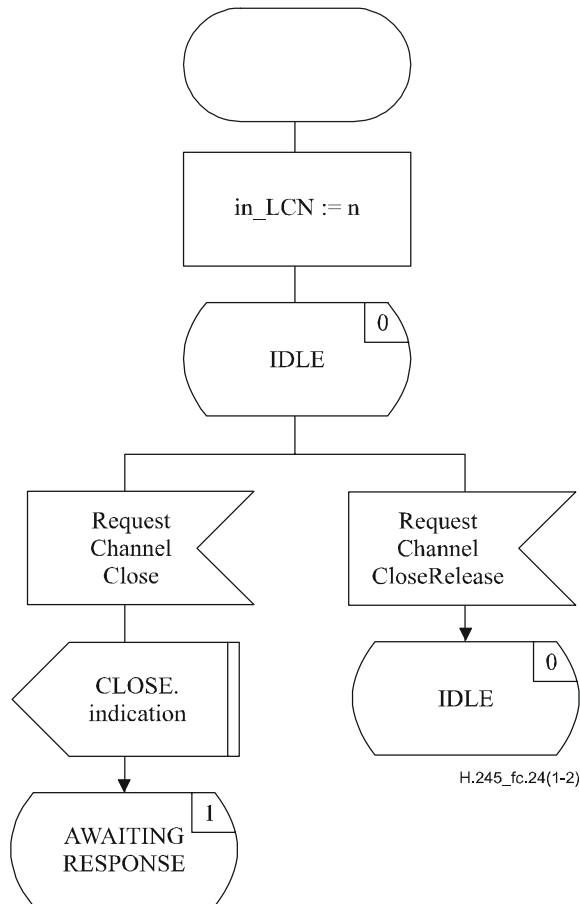 in_LCN := n
0
IDLE
Request
Channel
Close
Request
Channel
CloseRelease
CLOSE.
indication
0
IDLE
H.245_fc.24(1-2)
1
AWAITING
RESPONSE